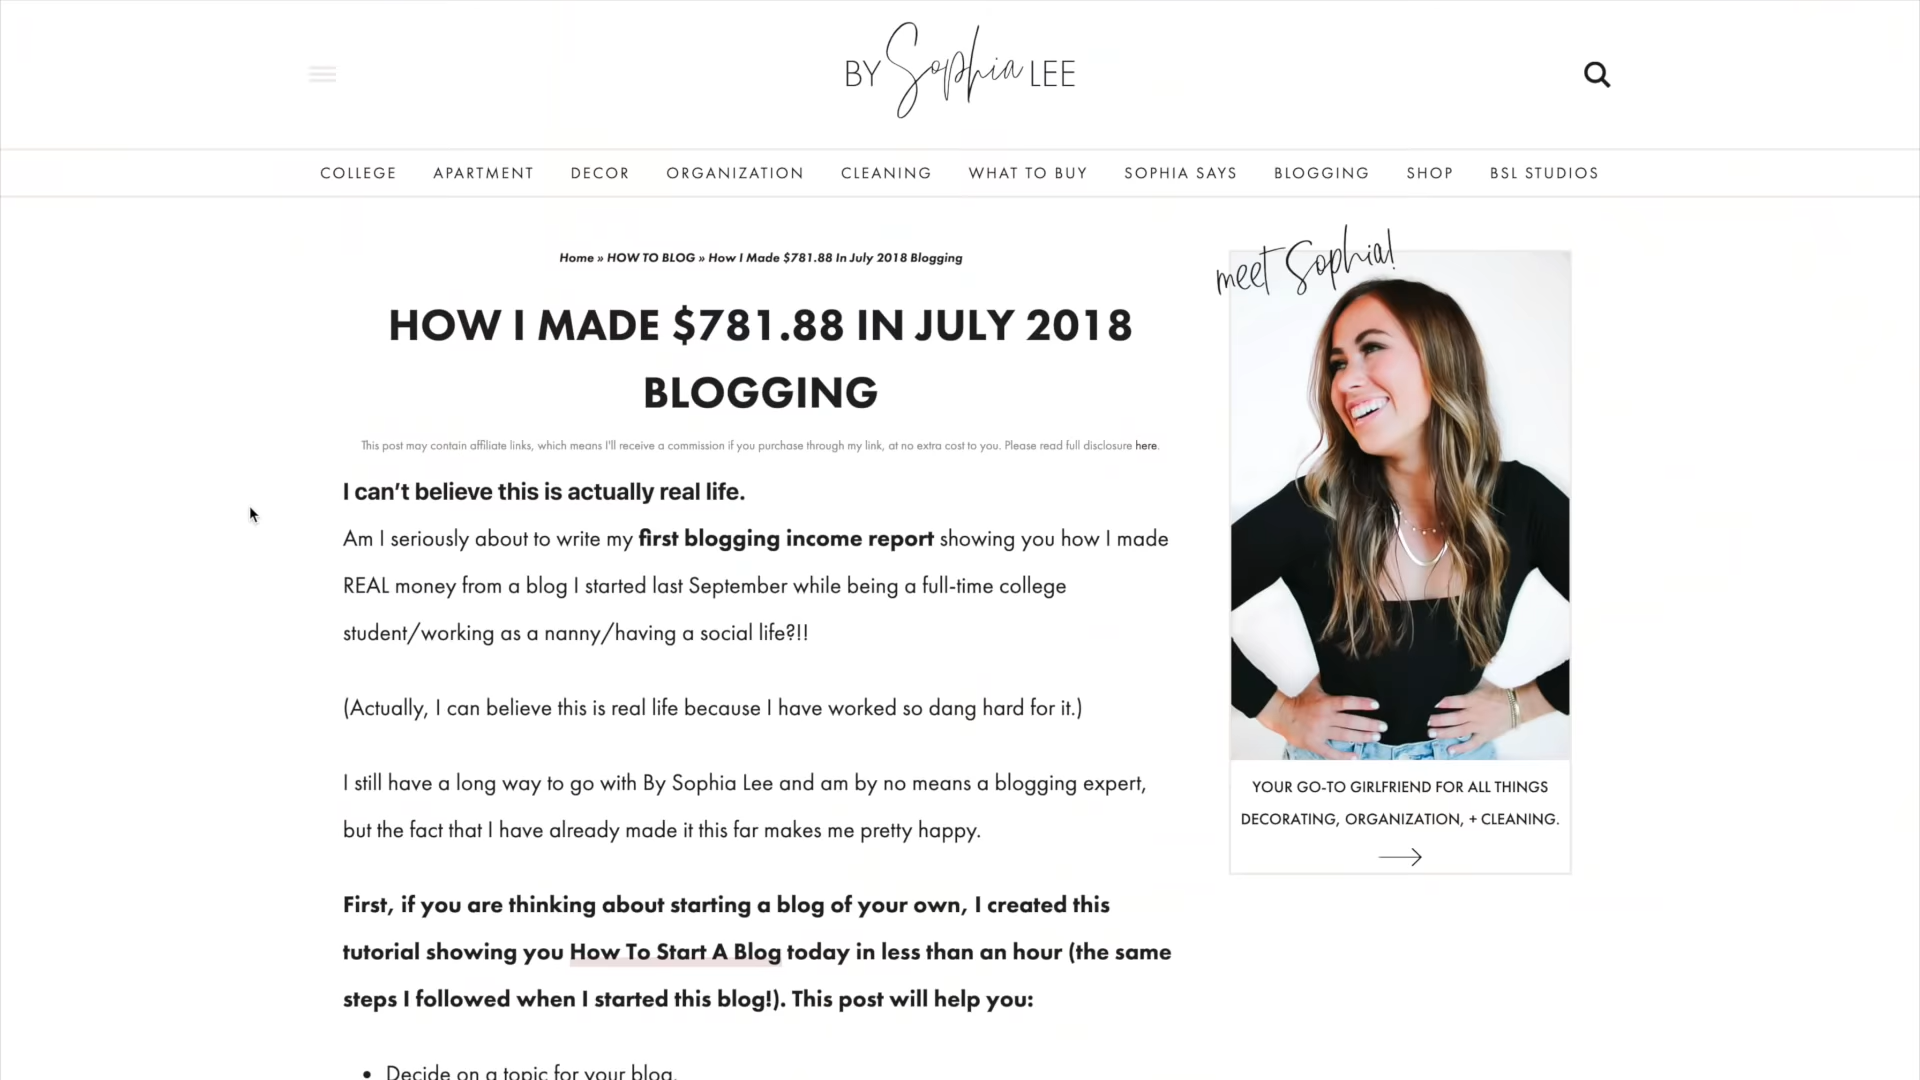 BY Sophia LEE
COLLEGE APARTMENT DECOR ORGANIZATION CLEANING WHAT TO BUY SOPHIA SAYS BLOGGING SHOP BSL STUDIOS
Home » HOW TO BLOG » How I Made $781.88 In July 2018 Blogging
HOW I MADE $781.88 IN JULY 2018
BLOGGING
This post may contain affiliate links, which means I'll receive a commission if you purchase through my link, at no extra cost to you. Please read full disclosure here.
I can't believe this is actually real life.
Am I seriously about to write my first blogging income report showing you how I made
REAL money from a blog I started last September while being a full-time college
student/working as a nanny/having a social life?!!
(Actually, I can believe this is real life because I have worked so dang hard for it.)
I still have a long way to go with By Sophia Lee and am by no means a blogging expert,
but the fact that I have already made it this far makes me pretty happy.
First, if you are thinking about starting a blog of your own, I created this
tutorial showing you How To Start A Blog today in less than an hour (the same
steps I followed when I started this blog!). This post will help you:
• Decide on a topic for your blog.
meet Sophia!
YOUR GO-TO GIRLFRIEND FOR ALL THINGS
DECORATING, ORGANIZATION, + CLEANING.